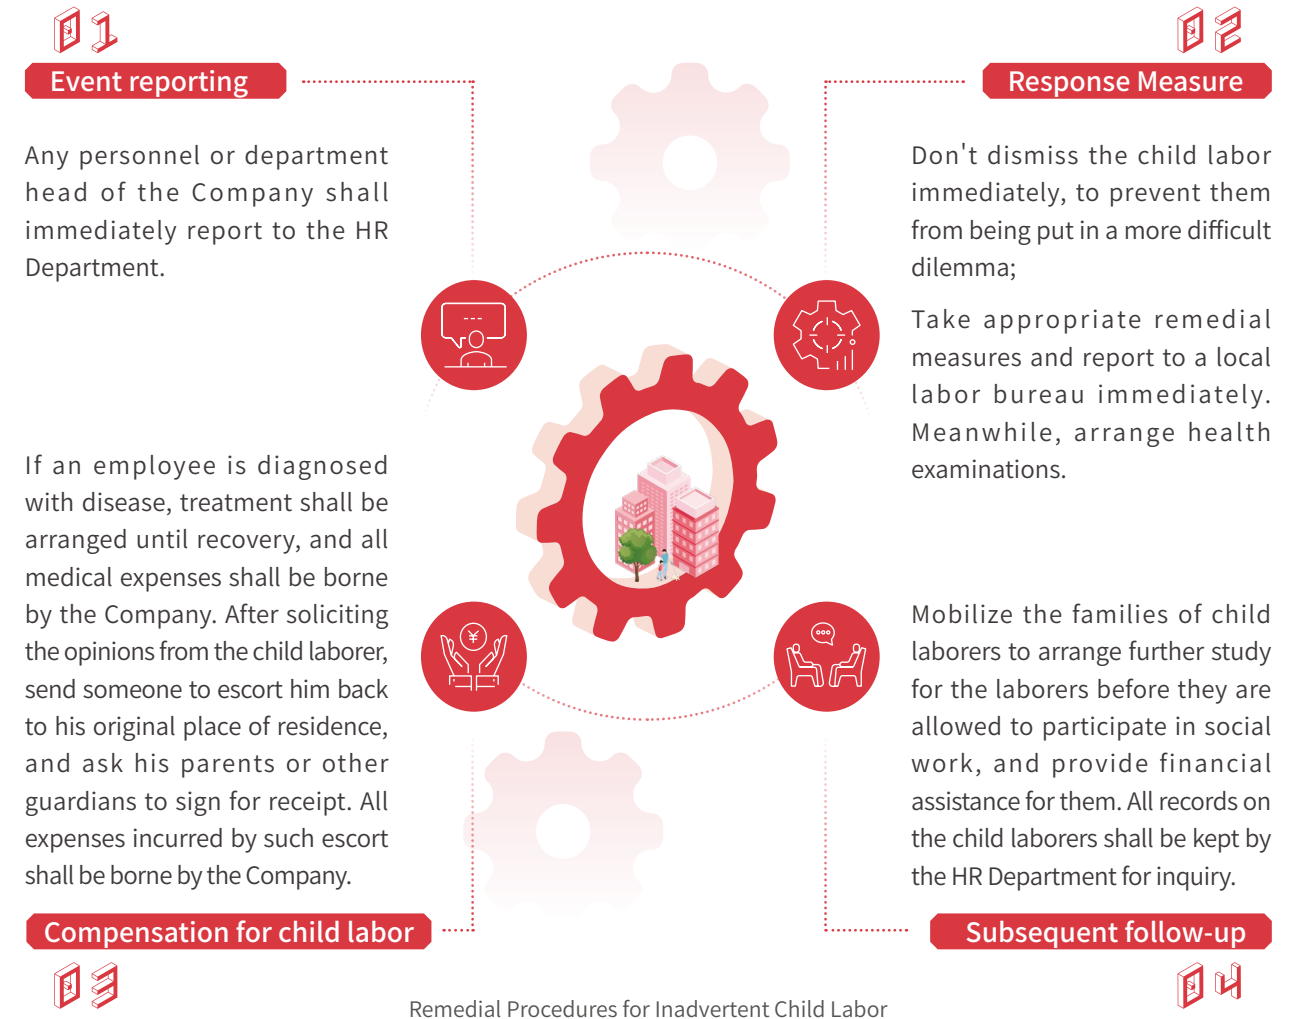 01
Event reporting
Any personnel or department
head of the Company shall
immediately report to the HR
Department.
02
Response Measure
Don't dismiss the child labor
immediately, to prevent them
from being put in a more difficult
dilemma;
Take appropriate remedial
measures and report to a local
labor bureau immediately.
Meanwhile, arrange health
examinations.
If an employee is diagnosed
with disease, treatment shall be
arranged until recovery, and all
medical expenses shall be borne
by the Company. After soliciting
the opinions from the child laborer,
send someone to escort him back
to his original place of residence,
and ask his parents or other
guardians to sign for receipt. All
expenses incurred by such escort
shall be borne by the Company.
Compensation for child labor
03
¥
Mobilize the families of child
laborers to arrange further study
for the laborers before they are
allowed to participate in social
work, and provide financial
assistance for them. All records on
the child laborers shall be kept by
the HR Department for inquiry.
Subsequent follow-up
04
Remedial Procedures for Inadvertent Child Labor